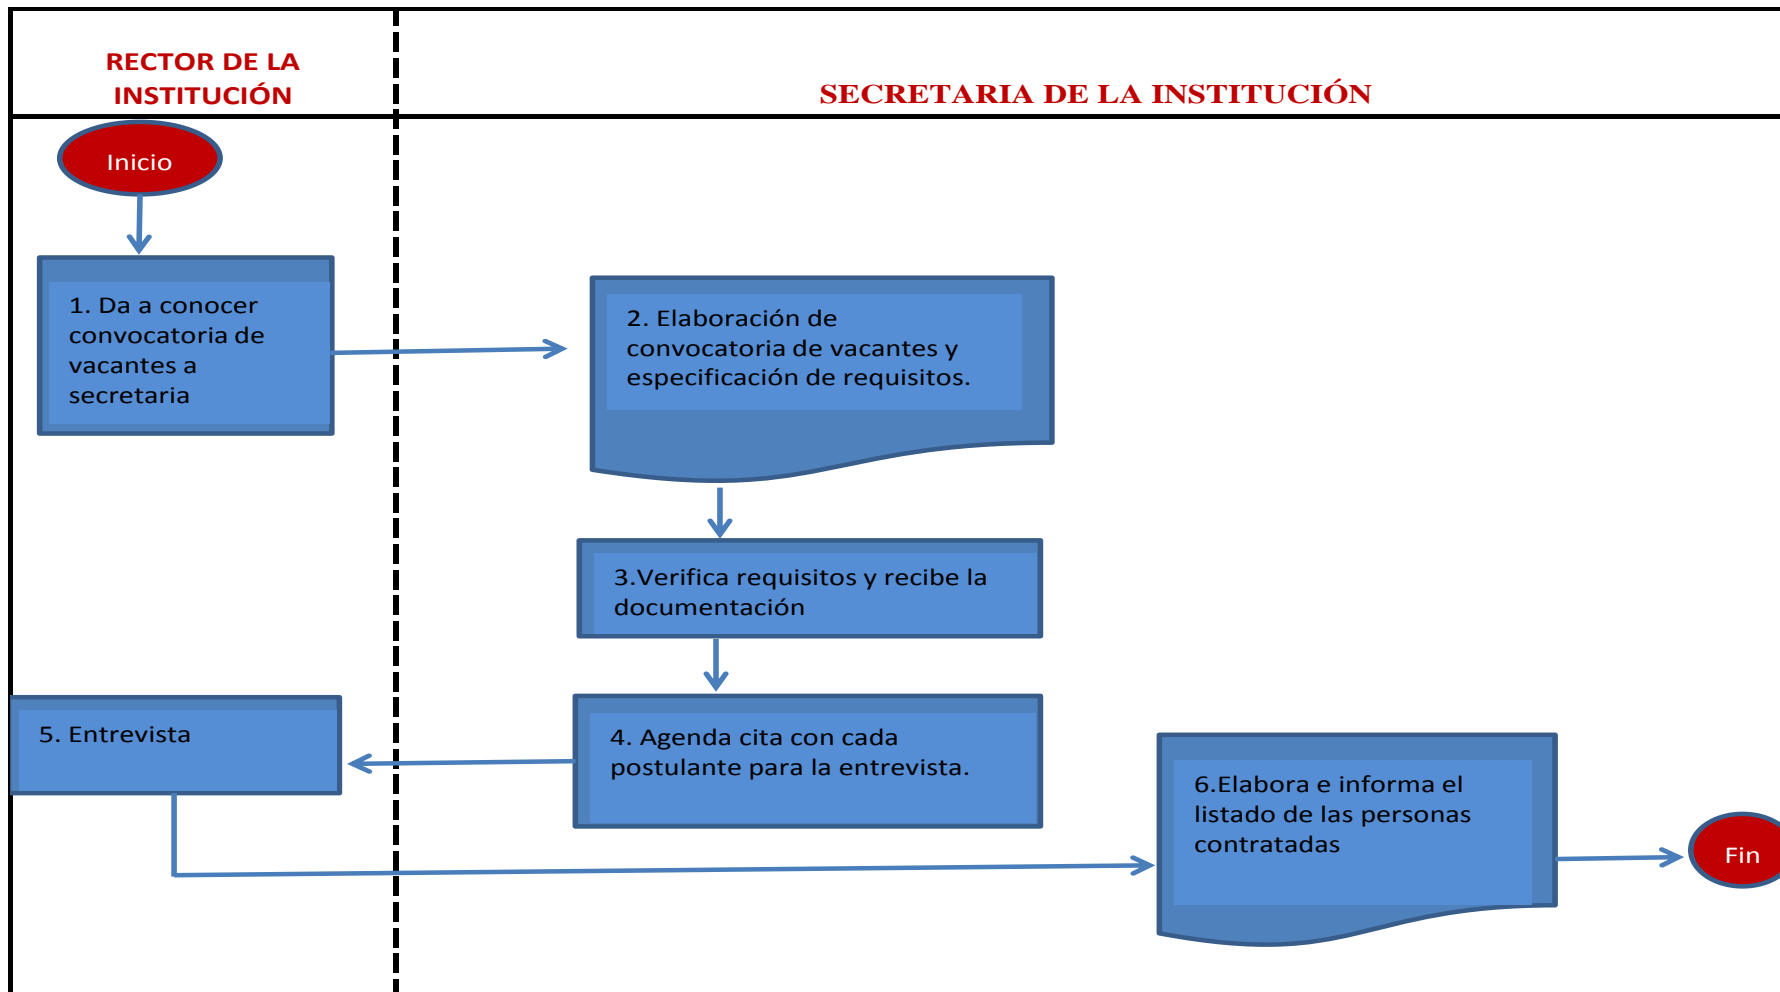 RECTOR DE LA
INSTITUCIÓN
SECRETARIA DE LA INSTITUCIÓN
Inicio
1. Da a conocer
convocatoria de
vacantes a
secretaria
2. Elaboración de
convocatoria de vacantes y
especificación de requisitos.
3.Verifica requisitos y recibe la
documentación
4. Agenda cita con cada
postulante para la entrevista.
5. Entrevista
6.Elabora e informa el
listado de las personas
contratadas
Fin